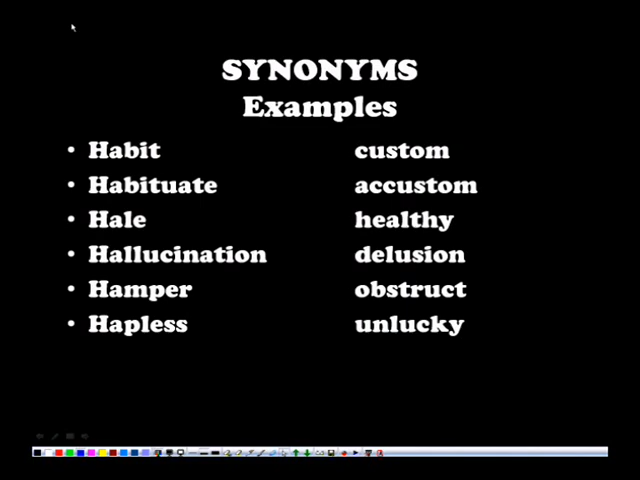 SYNONYMS
Examples
• Habit custom
• Habituate accustom
• Hale healthy
• Hallucination delusion
• Hamper obstruct
• Hapless unlucky